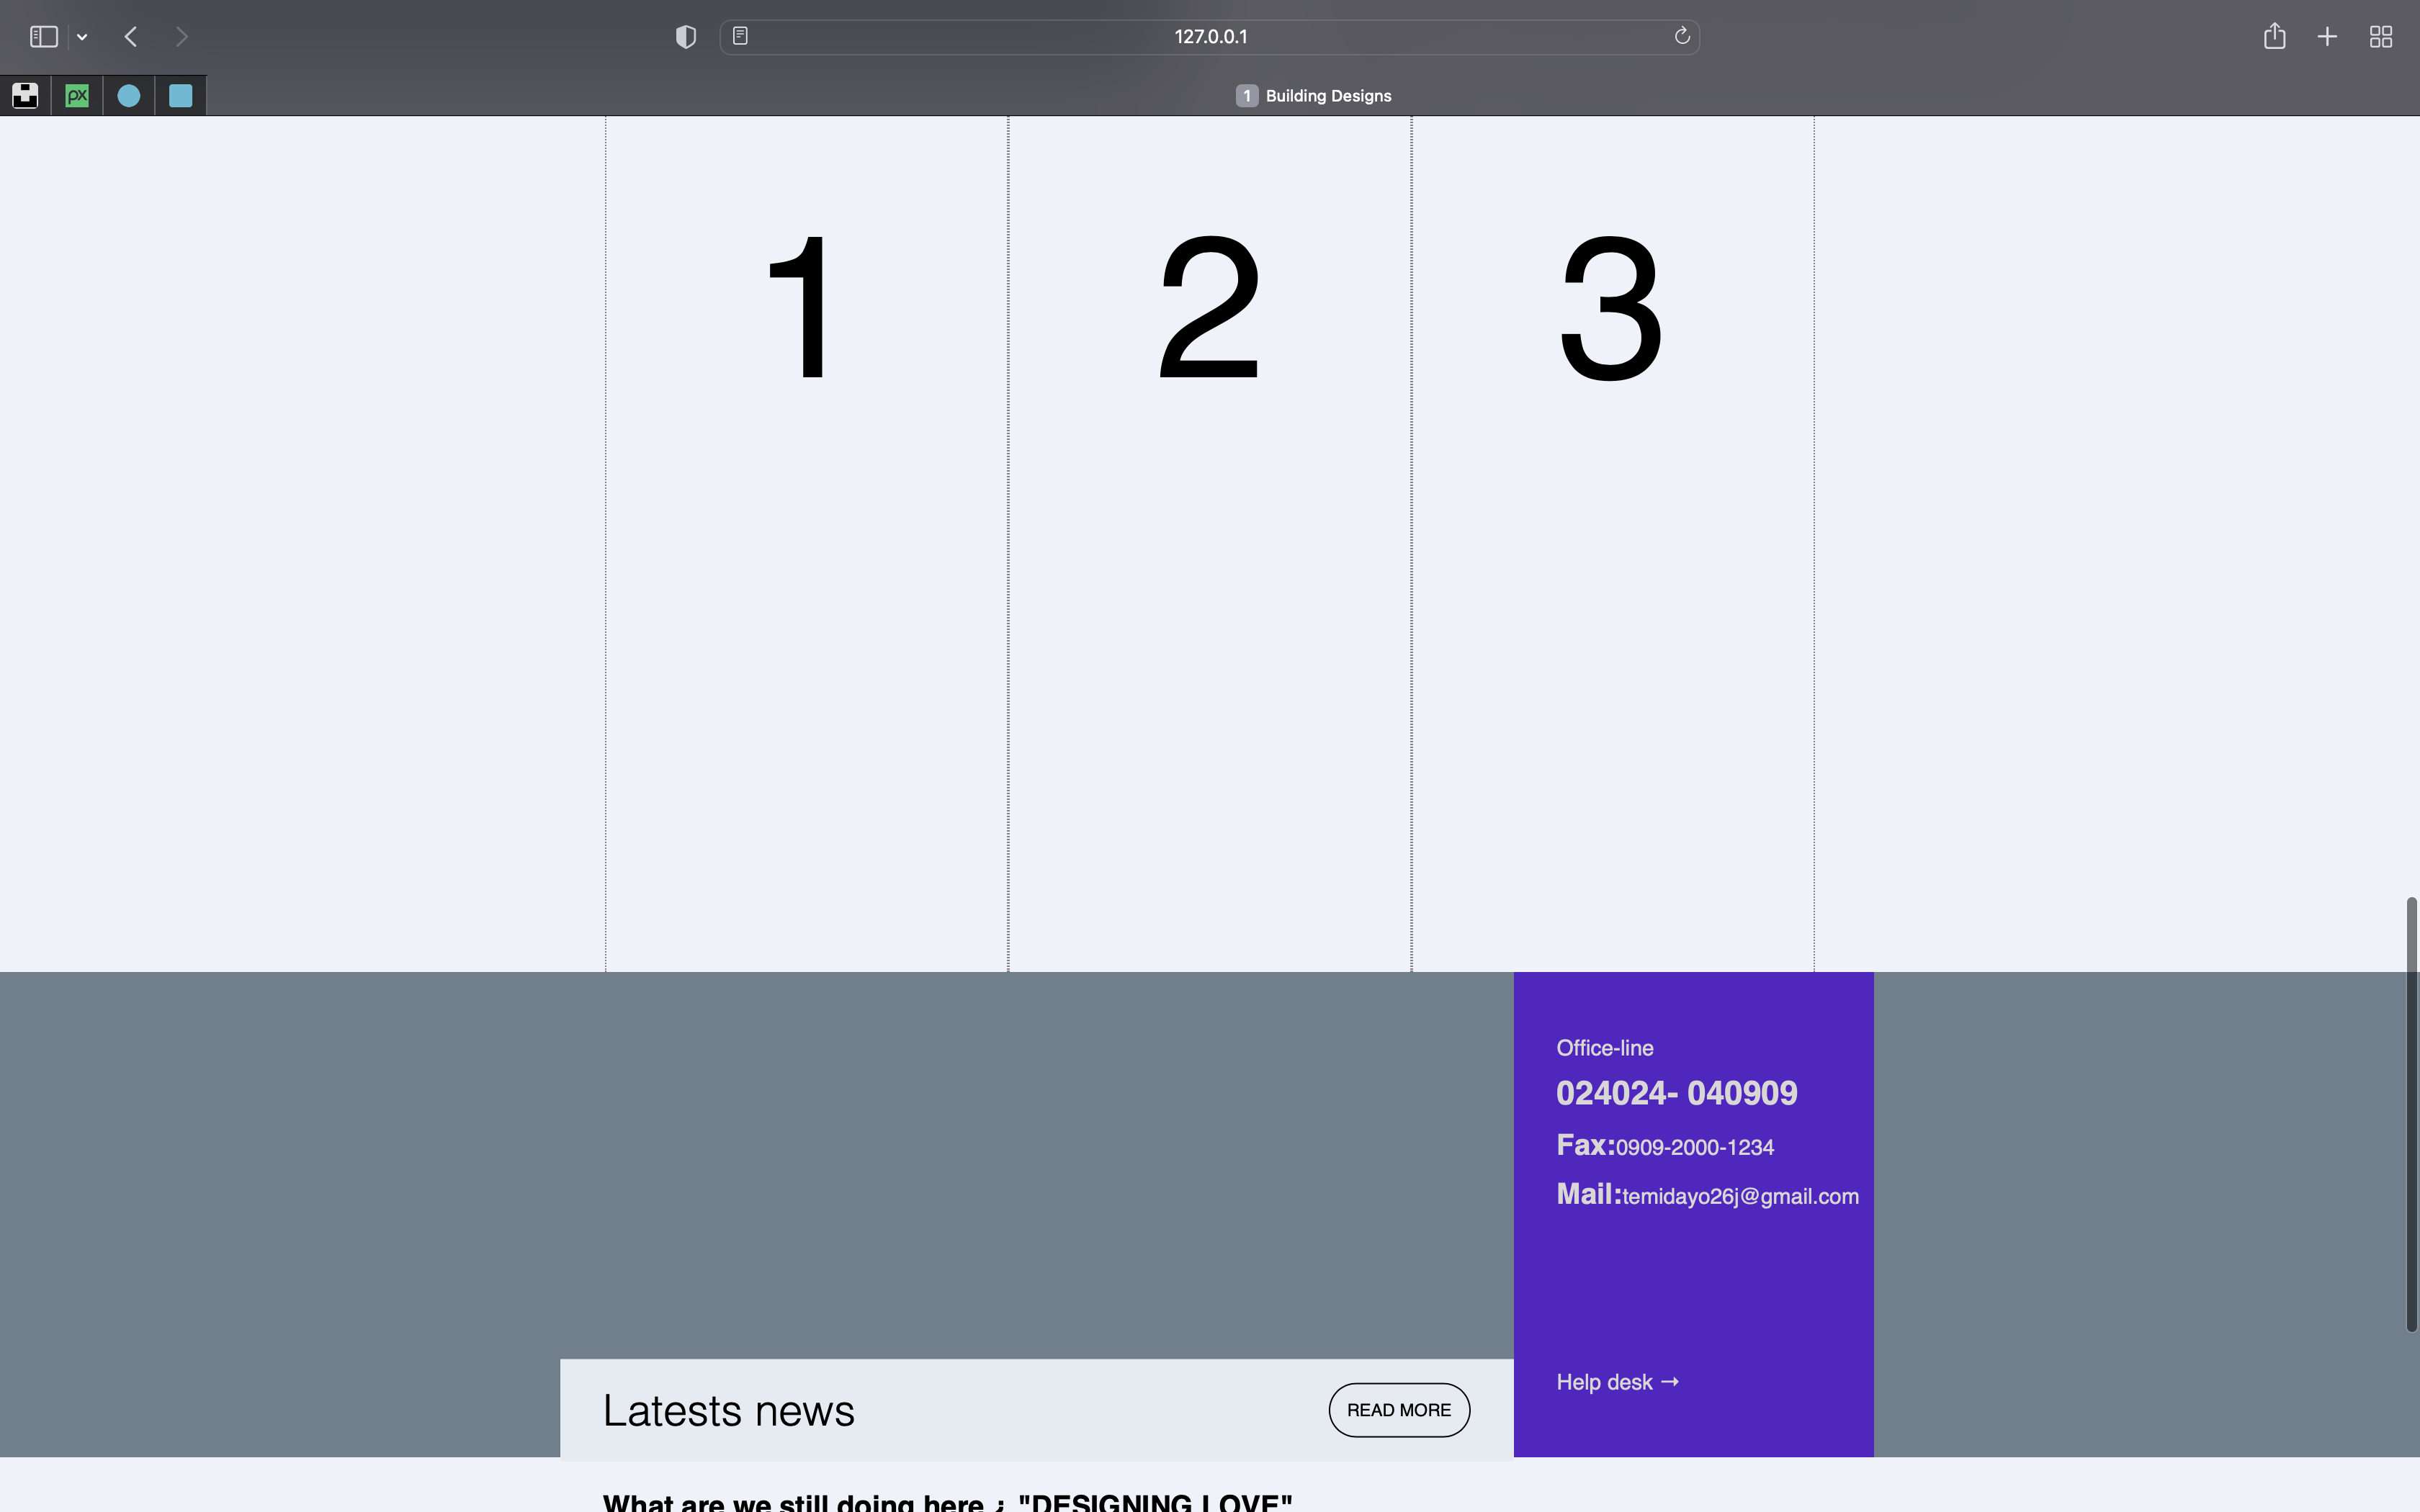 127.0.0.1
px
1 Building Designs
1 2 3
Office-line
024024- 040909
Fax:0909-2000-1234
Mail:temidayo26j@gmail.com
Help desk →
Latests news
READ MORE
What are we still doing here ¿ "DESIGNING LOVE"